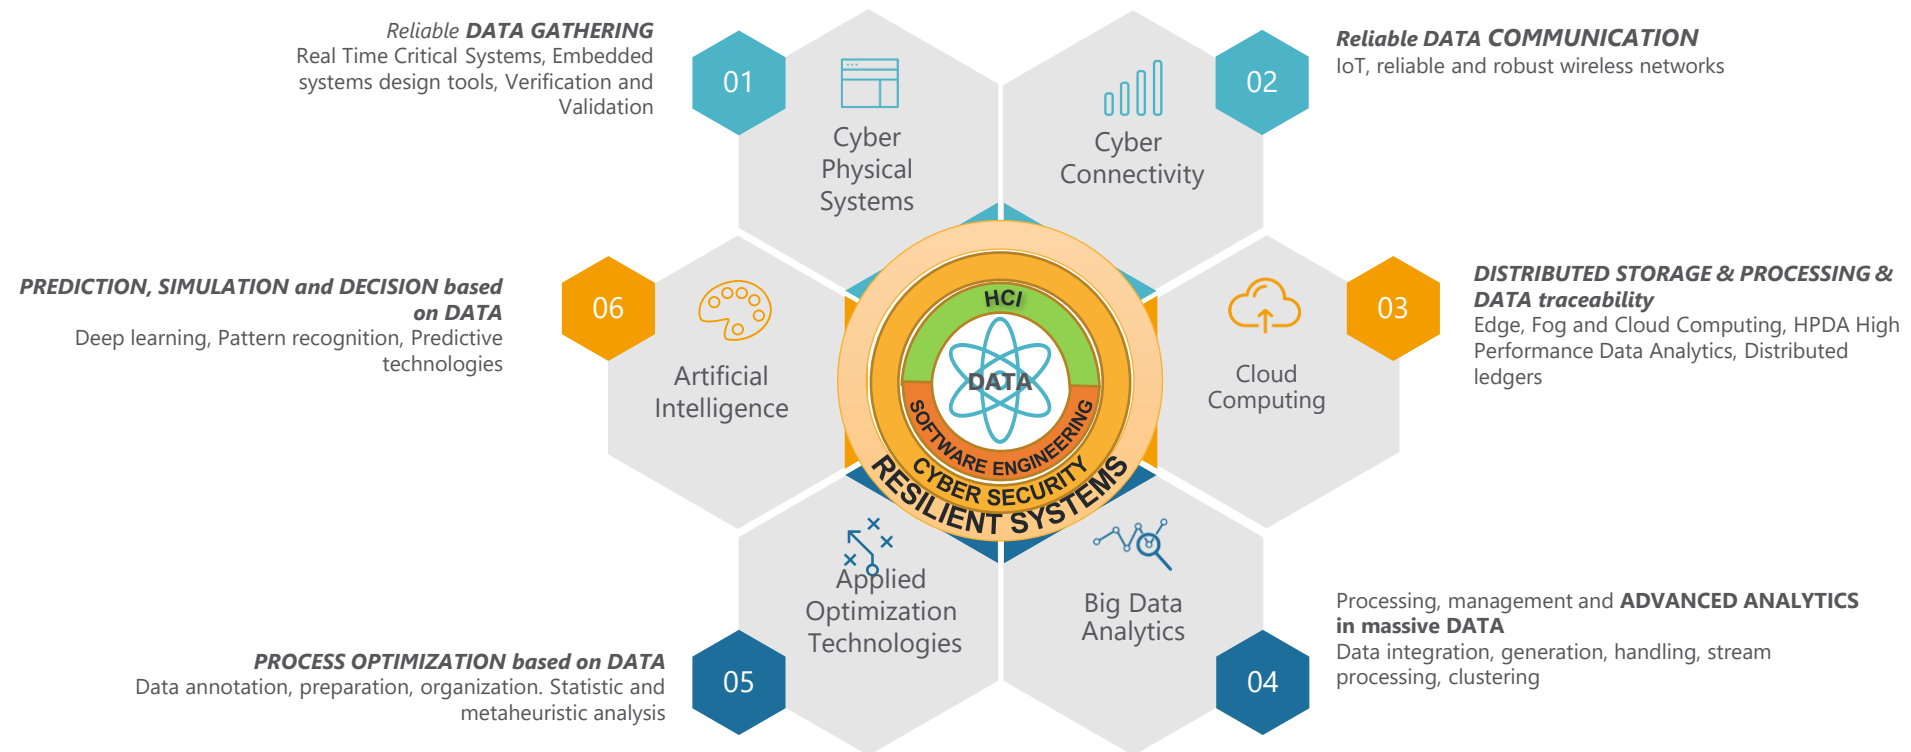 Reliable DATA GATHERING
Real Time Critical Systems, Embedded
systems design tools, Verification and
Validation
01
Cyber
Physical
Systems
Reliable DATA COMMUNICATION
IoT, reliable and robust wireless networks
02
Cyber
Connectivity
DISTRIBUTED STORAGE & PROCESSING &
DATA traceability
Edge, Fog and Cloud Computing, HPDA High
Performance Data Analytics, Distributed
ledgers
03
Cloud
Computing
Processing, management and ADVANCED ANALYTICS
in massive DATA
Data integration, generation, handling, stream
processing, clustering
04
Big Data
Analytics
PROCESS OPTIMIZATION based on DATA
Data annotation, preparation, organization. Statistic and
metaheuristic analysis
05
Applied
Optimization
Technologies
PREDICTION, SIMULATION and DECISION based
on DATA
Deep learning, Pattern recognition, Predictive
technologies
06
Artificial
Intelligence
HCI
DATA
SOFTWARE ENGINEERING
CYBER SECURITY
RESILIENT SYSTEMS